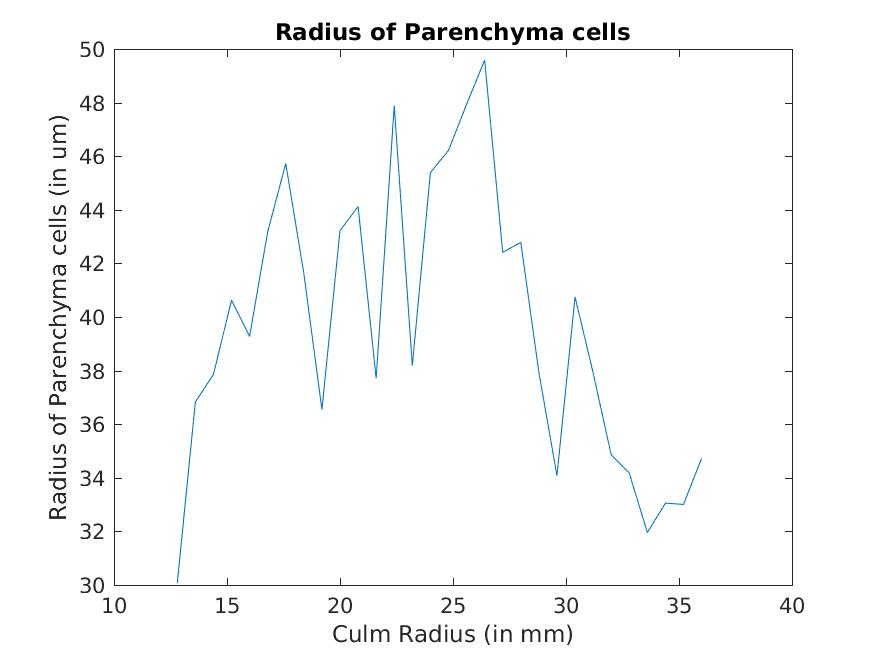 Radius of Parenchyma cells
Radius of Parenchyma cells (in um)
50
48
46
44
42
40
38
36
34
32
30
10 15 20 25 30 35 40
Culm Radius (in mm)